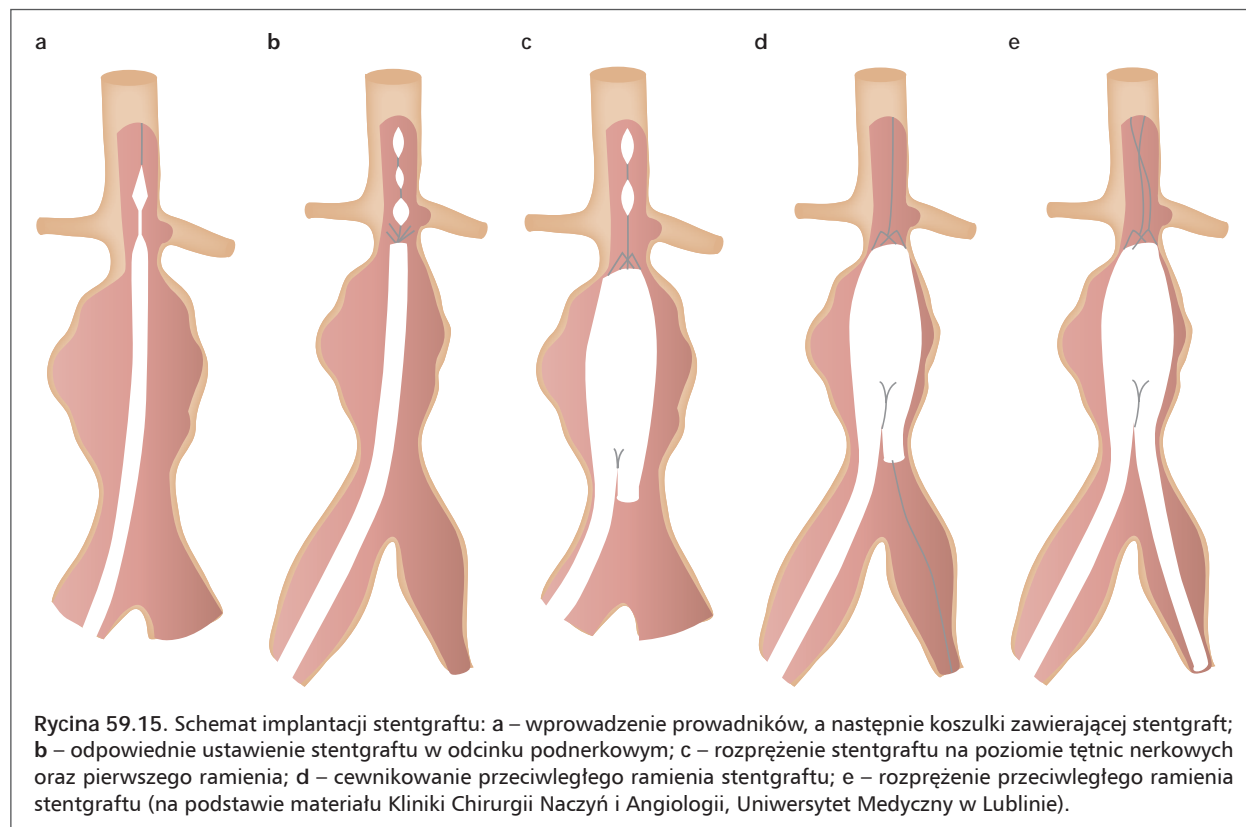 a b c d e
Rycina 59.15. Schemat implantacji stentgraftu: a – wprowadzenie prowadników, a następnie koszulki zawierającej stentgraft;
b – odpowiednie ustawienie stentgraftu w odcinku podnerkowym; c – rozprężenie stentgraftu na poziomie tętnic nerkowych
oraz pierwszego ramienia; d – cewnikowanie przeciwległego ramienia stentgraftu; e – rozprężenie przeciwległego ramienia
stentgraftu (na podstawie materiału Kliniki Chirurgii Naczyń i Angiologii, Uniwersytet Medyczny w Lublinie).